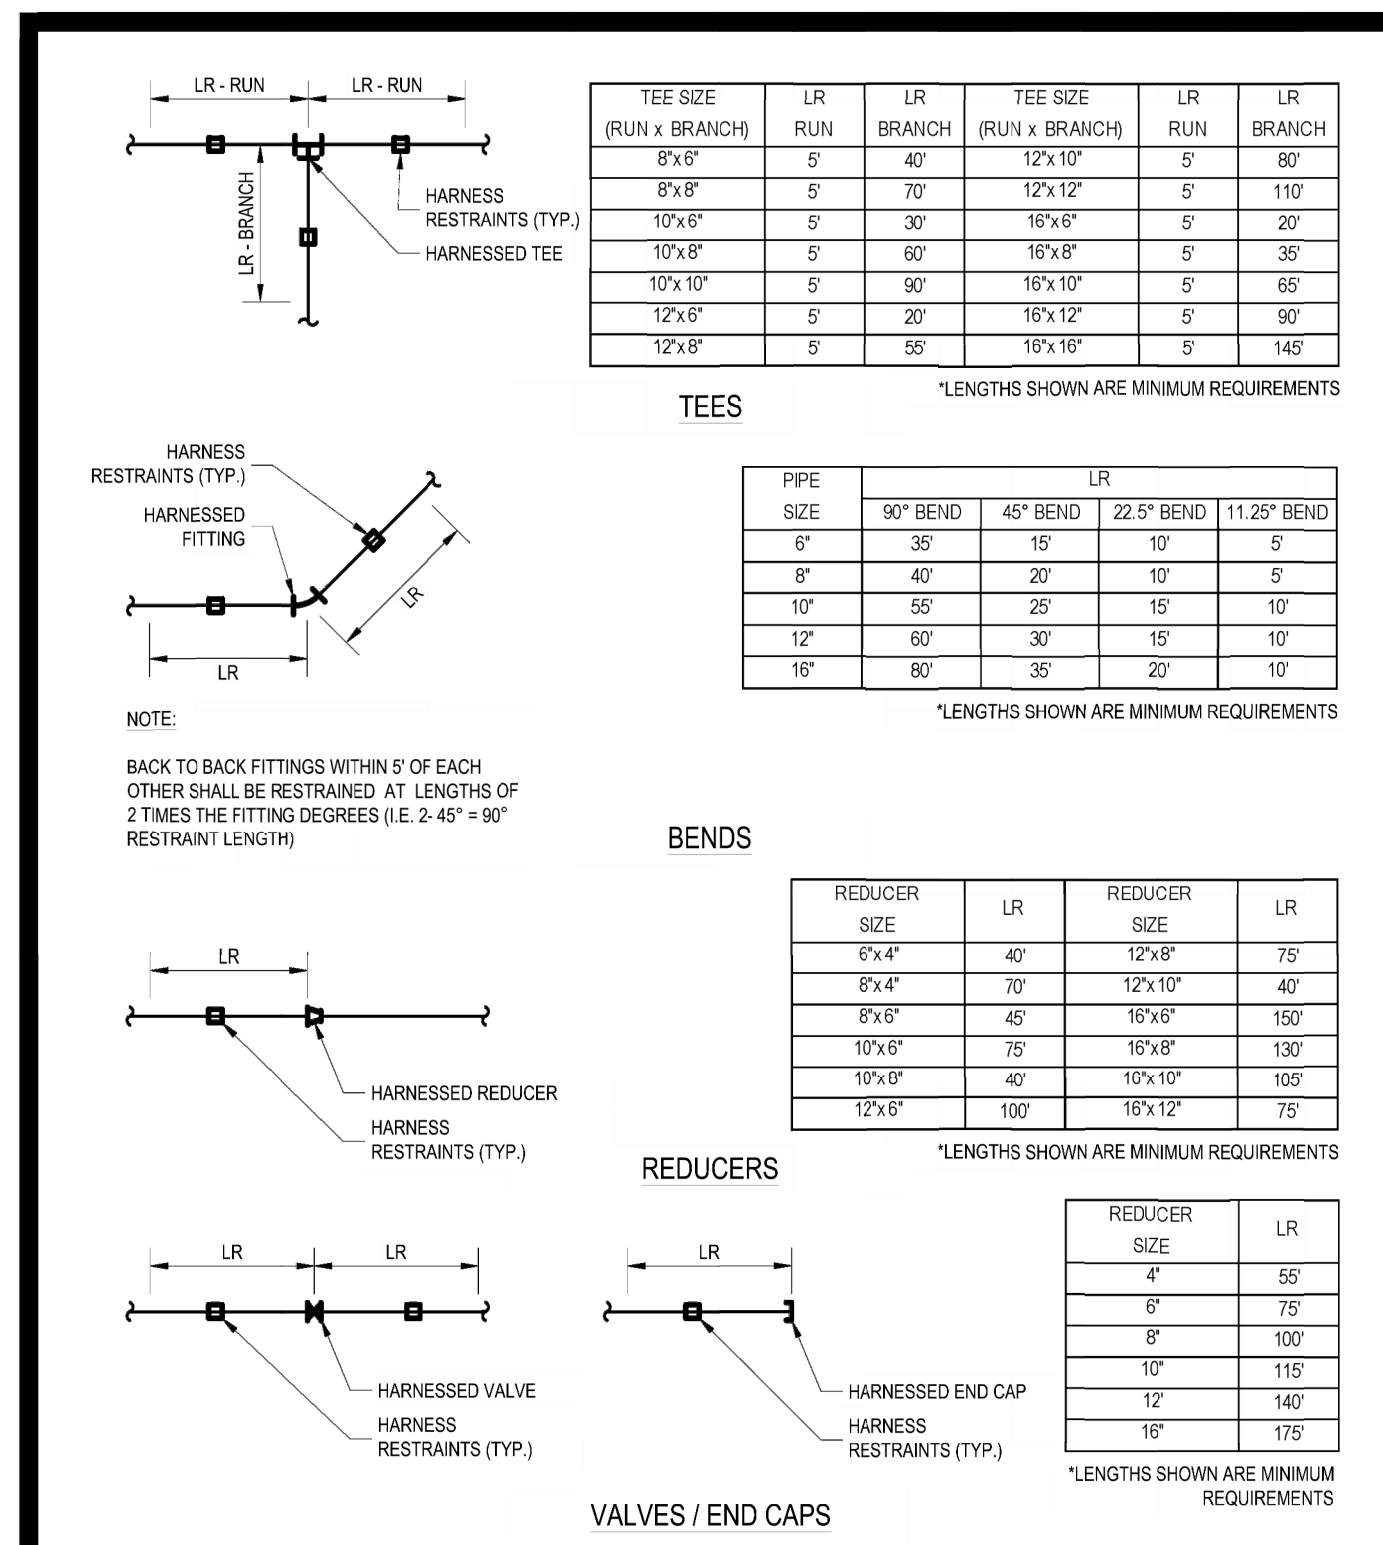 LR - RUN LR - RUN
HARNESS
RESTRAINTS (TYP.)
LR - BRANCH
HARNESSED TEE
TEE SIZE LR LR TEE SIZE LR LR
(RUN x BRANCH) RUN BRANCH (RUN x BRANCH) RUN BRANCH
8"x 6" 5' 40' 12"x 10" 5' 80'
8"x 8" 5' 70' 12"x 12" 5' 110'
10"x 6" 5' 30' 16"x 6" 5' 20'
10"x 8" 5' 60' 16"x 8" 5' 35'
10"x 10" 5' 90' 16"x 10" 5' 65'
12"x 6" 5' 20' 16"x 12" 5' 90'
12"x 8" 5' 55' 16"x 16" 5' 145'
*LENGTHS SHOWN ARE MINIMUM REQUIREMENTS
TEES
HARNESS
RESTRAINTS (TYP.)
HARNESSED
FITTING
LR
LR
PIPE LR
SIZE 90° BEND 45° BEND 22.5° BEND 11.25° BEND
6" 35' 15' 10' 5'
8" 40' 20' 10' 5'
10" 55' 25' 15' 10'
12" 60' 30' 15' 10'
16" 80' 35' 20' 10'
*LENGTHS SHOWN ARE MINIMUM REQUIREMENTS
NOTE:
BACK TO BACK FITTINGS WITHIN 5' OF EACH
OTHER SHALL BE RESTRAINED AT LENGTHS OF
2 TIMES THE FITTING DEGREES (I.E. 2- 45° = 90°
RESTRAINT LENGTH)
BENDS
LR
HARNESSED REDUCER
HARNESS
RESTRAINTS (TYP.)
REDUCER LR REDUCER LR
SIZE SIZE
6"x 4" 40' 12"x 8" 75'
8"x 4" 70' 12"x 10" 40'
8"x 6" 45' 16"x 6" 150'
10"x 6" 75' 16"x 8" 130'
10"x 8" 40' 16"x 10" 105'
12"x 6" 100' 16"x 12" 75'
*LENGTHS SHOWN ARE MINIMUM REQUIREMENTS
REDUCERS
LR LR
HARNESSED VALVE
HARNESS
RESTRAINTS (TYP.)
LR
HARNESSED END CAP
HARNESS
RESTRAINTS (TYP.)
REDUCER LR
SIZE
4" 55'
6" 75'
8" 100'
10" 115'
12' 140'
16" 175'
*LENGTHS SHOWN ARE MINIMUM
REQUIREMENTS
VALVES / END CAPS